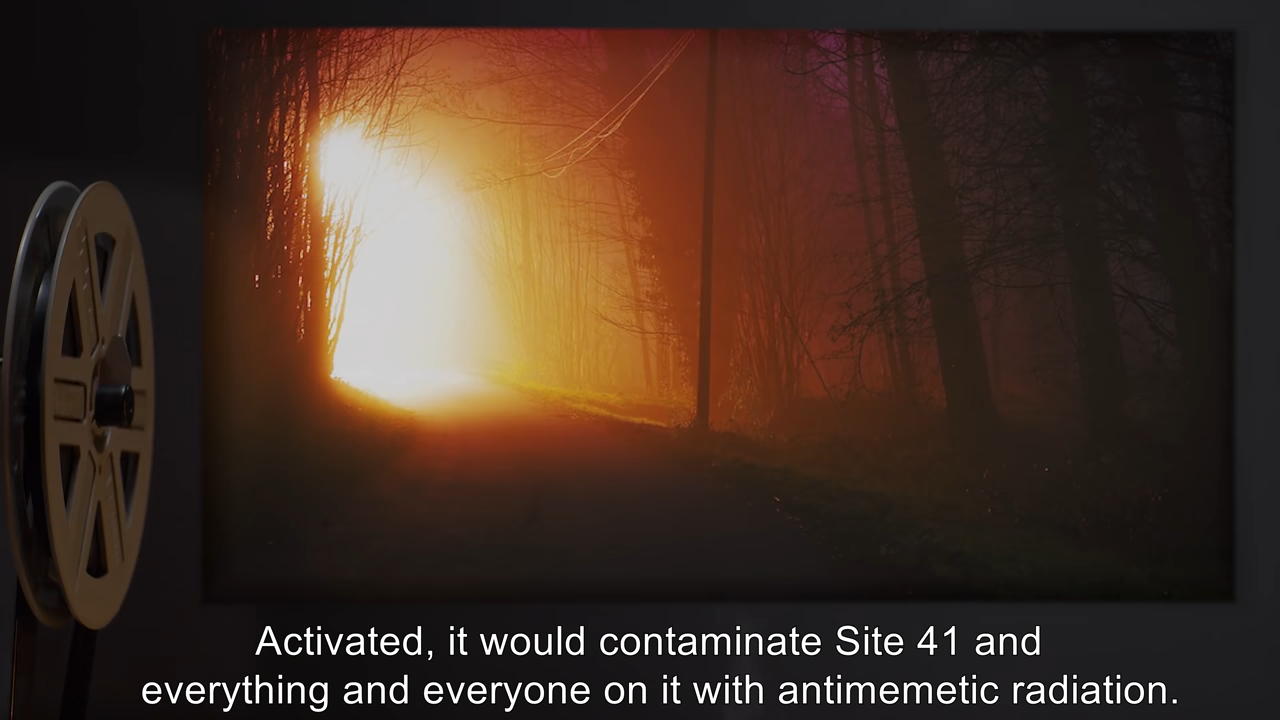 Activated, it would contaminate Site 41 and
everything and everyone on it with antimemetic radiation.